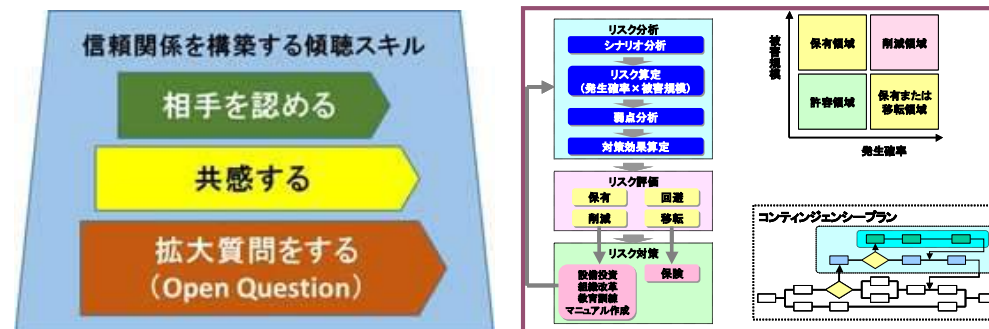 信頼関係を構築する傾聴スキル
相手を認める
共感する
拡大質問をする
（Open Question）
リスク分析
シナリオ分析
リスク算定
(発生確率×被害規模)
弱点分析
対策効果算定
リスク評価
保有
回避
削減
移転
リスク対策
設備投資
組織改革
教育訓練
マニュアル作成
保険
被害規模
保有領域
削減領域
許容領域
保有または
移転領域
発生確率
コンティンジェンシープラン